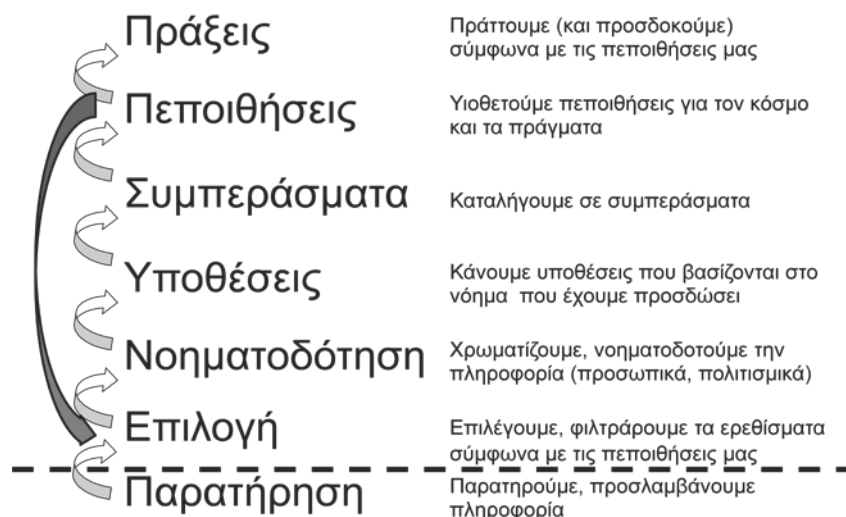 Πράξεις
Πράττουμε (και προσδοκούμε)
σύμφωνα με τις πεποιθήσεις μας
Πεποιθήσεις
Υιοθετούμε πεποιθήσεις για τον κόσμο
και τα πράγματα
Συμπεράσματα
Καταλήγουμε σε συμπεράσματα
Υποθέσεις
Κάνουμε υποθέσεις που βασίζονται στο
νόημα που έχουμε προσδώσει
Νοηματοδότηση
Χρωματίζουμε, νοηματοδοτούμε την
πληροφορία (προσωπικά, πολιτισμικά)
Επιλογή
Επιλέγουμε, φιλτράρουμε τα ερεθίσματα
σύμφωνα με τις πεποιθήσεις μας
Παρατήρηση
Παρατηρούμε, προσλαμβάνουμε
πληροφορία